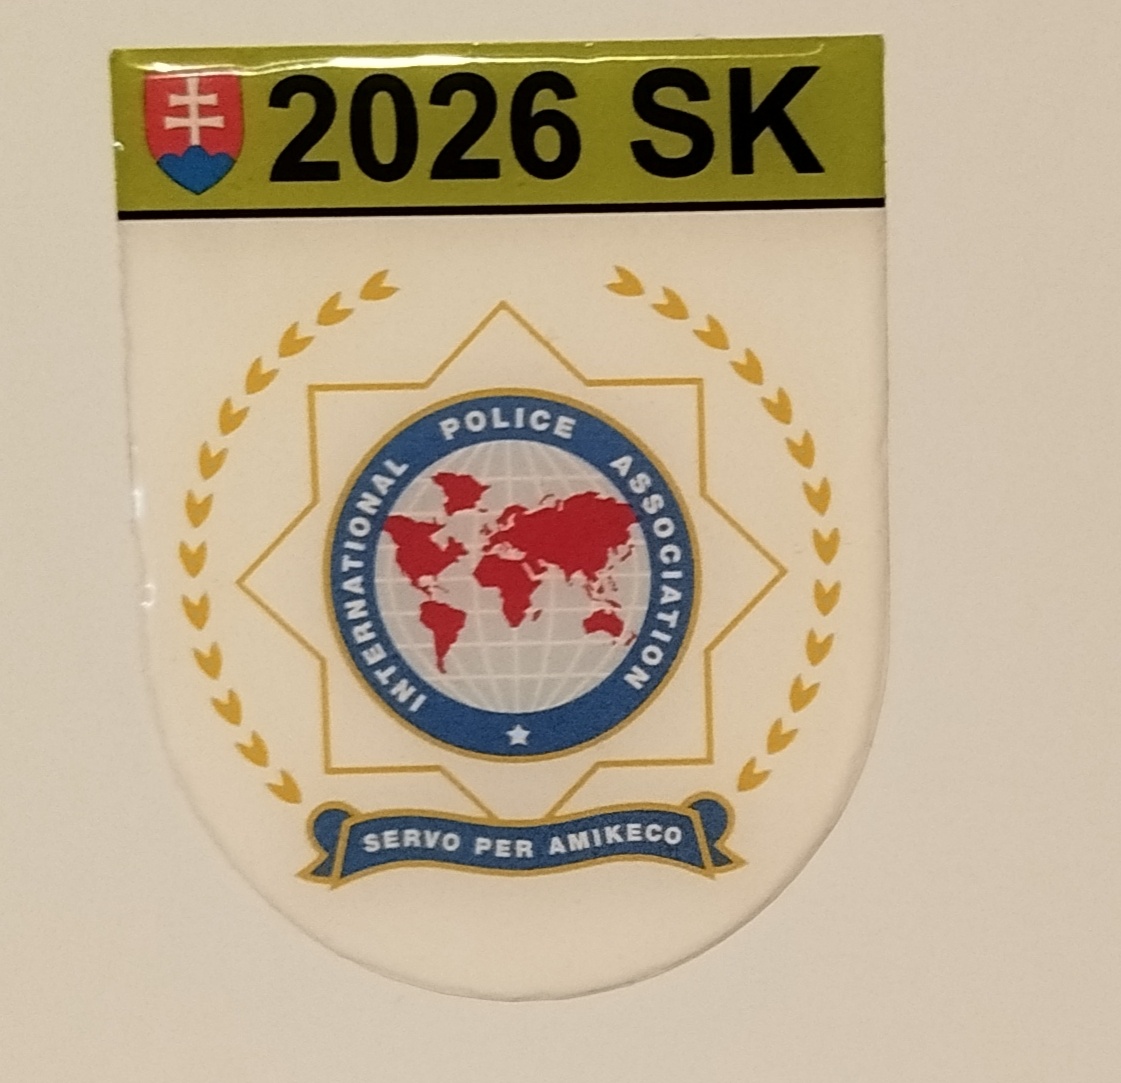 2026 SK
INTERNATIONAL POLICE ASSOCIATION
SERVO PER AMIKECO